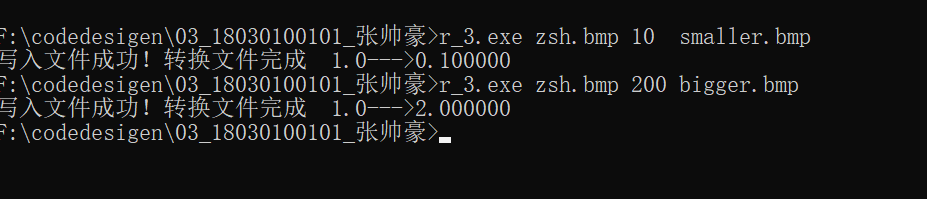 F:\codedesigen\03_18030100101_张帅豪>r_3.exe zsh.bmp 10  smaller.bmp
写入文件成功！转换文件完成  1.0--->0.100000
F:\codedesigen\03_18030100101_张帅豪>r_3.exe zsh.bmp 200 bigger.bmp
写入文件成功！转换文件完成  1.0--->2.000000
F:\codedesigen\03_18030100101_张帅豪>